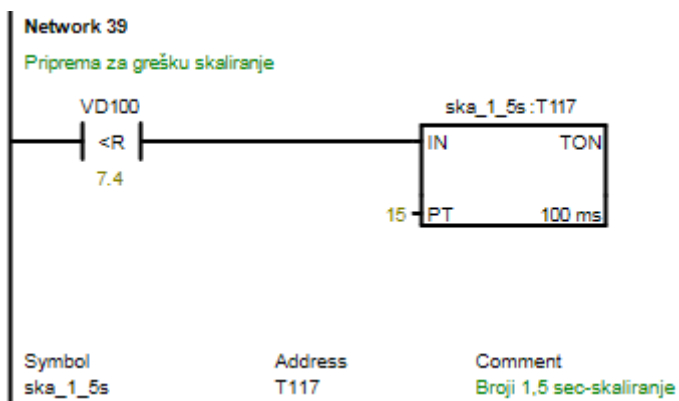 Network 39
Priprema za grešku skaliranje
VD100
ska_1_5s:T117
<R
IN TON
7.4
15 PT 100 ms
Symbol Address Comment
ska_1_5s T117 Broji 1,5 sec-skaliranje